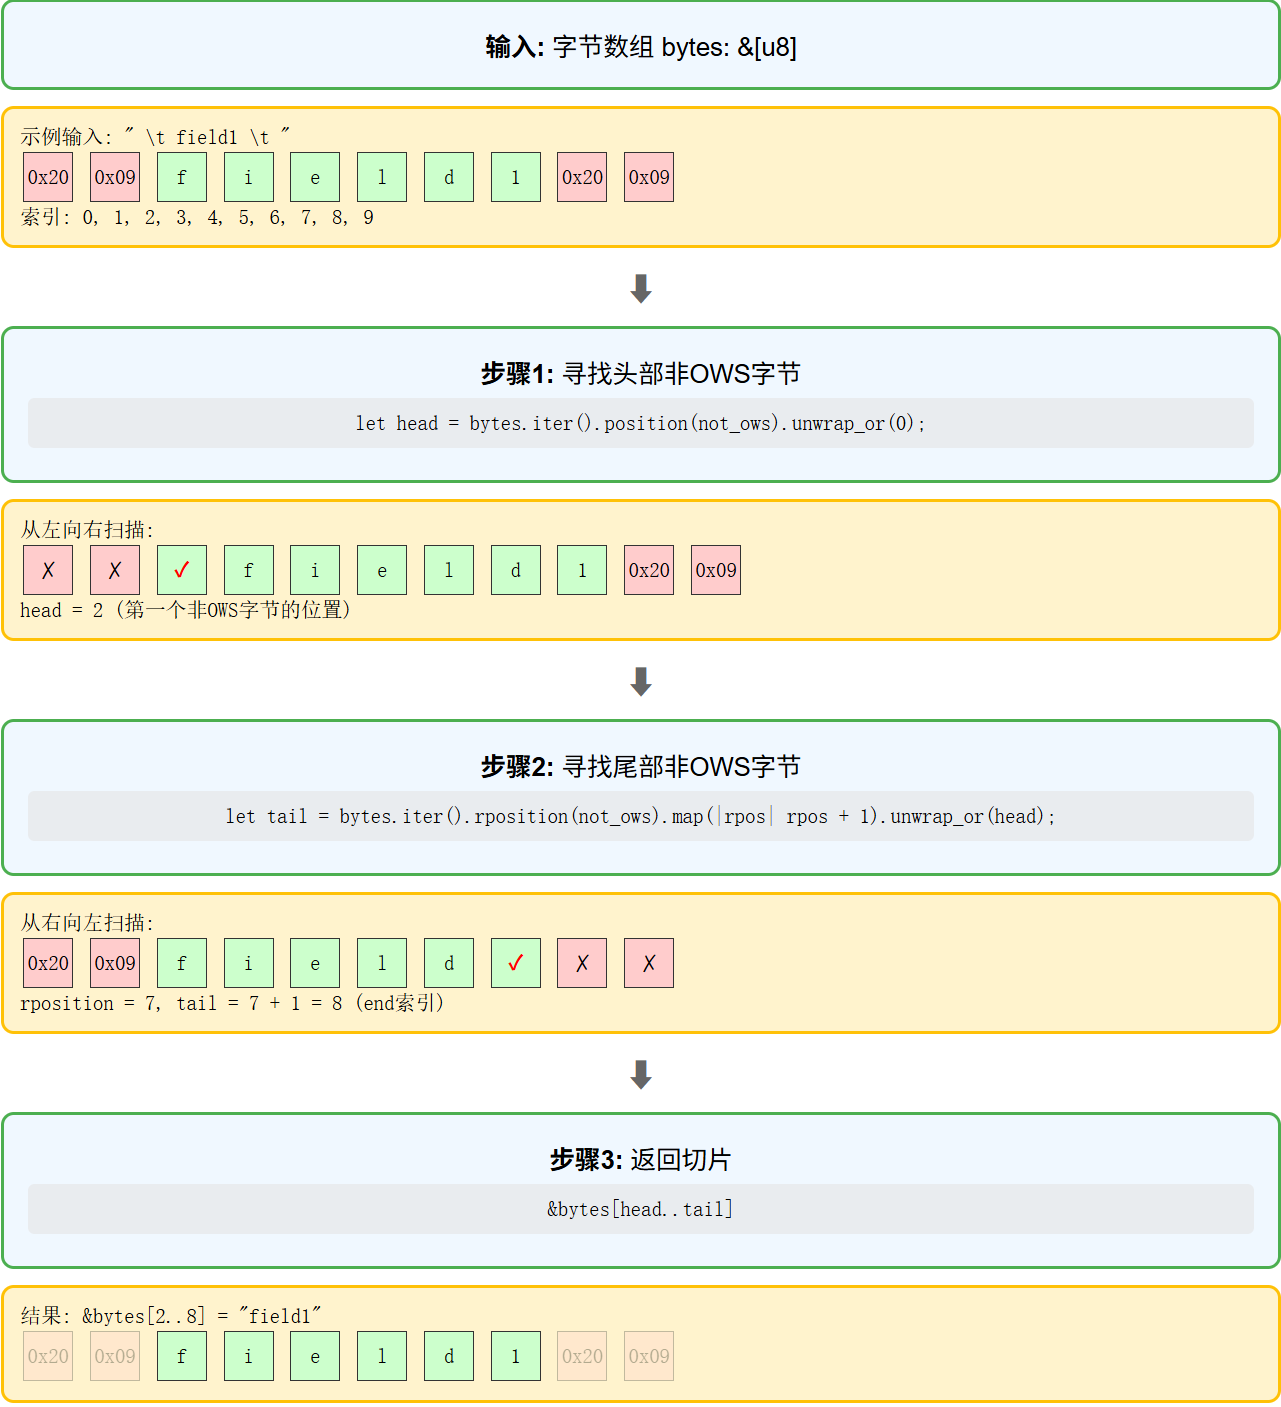 输入: 字节数组 bytes: &[u8]
示例输入: " \t field1 \t "
0x20 0x09 f i e l d 1 0x20 0x09
索引: 0, 1, 2, 3, 4, 5, 6, 7, 8, 9
⬇
步骤1: 寻找头部非OWS字节
let head = bytes.iter().position(not_ows).unwrap_or(0);
从左向右扫描:
✗ ✗ ✓ f i e l d 1 0x20 0x09
head = 2 (第一个非OWS字节的位置)
⬇
步骤2: 寻找尾部非OWS字节
let tail = bytes.iter().rposition(not_ows).map(|rpos| rpos + 1).unwrap_or(head);
从右向左扫描:
0x20 0x09 f i e l d ✓ ✗ ✗
rposition = 7, tail = 7 + 1 = 8 (end索引)
⬇
步骤3: 返回切片
&bytes[head..tail]
结果: &bytes[2..8] = "field1"
0x20 0x09 f i e l d 1 0x20 0x09